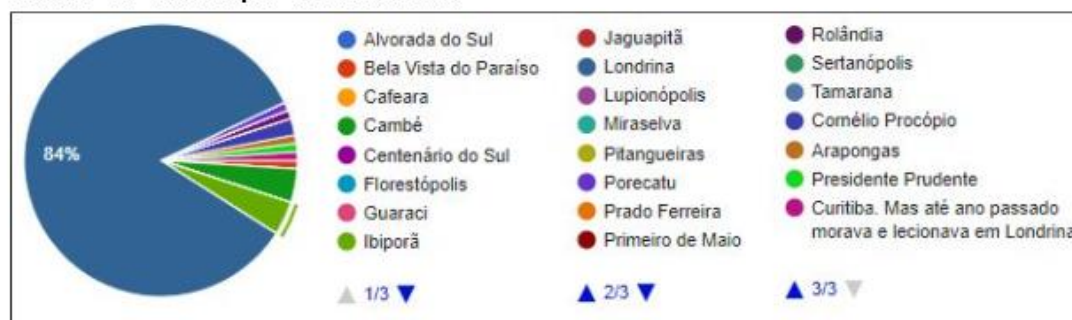 84%
Alvorada do Sul
Bela Vista do Paraíso
Cafeara
Cambé
Centenário do Sul
Florestópolis
Guaraci
Ibiporã
1/3
Jaguapitã
Londrina
Lupionópolis
Miraselva
Pitangueiras
Porecatu
Prado Ferreira
Primeiro de Maio
2/3
Rolândia
Sertanópolis
Tamarana
Cornélio Procópio
Arapongas
Presidente Prudente
Curitiba. Mas até ano passado
morava e lecionava em Londrina
3/3